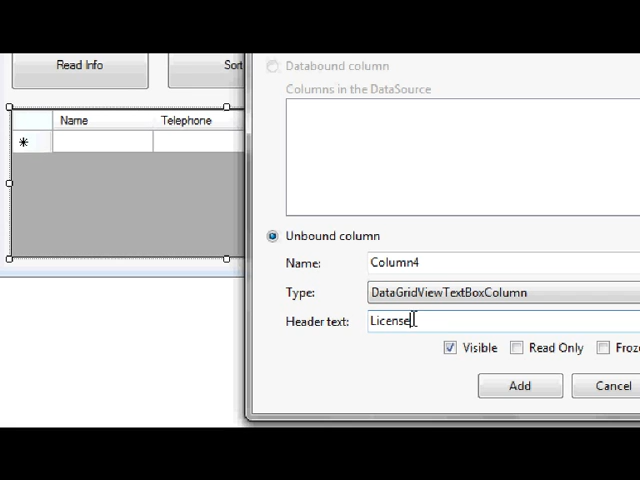 Databound column
Read Info
Sort
Columns in the DataSource
Name
Telephone
Unbound column
Name:
Column4
Type:
DataGridViewTextBoxColumn
Header text:
License
Visible
Read Only
Froze
Add
Cancel